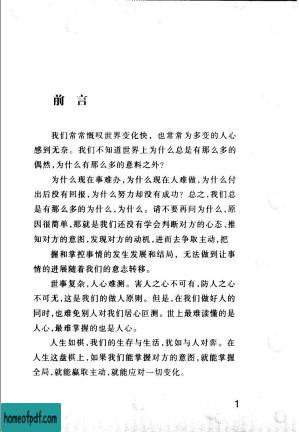 前 言
我们常常慨叹世界变化快，也常常为多变的人心
感到无奈。我们不知道世界上为什么总是有那么多的
偶然,为什么有那么多的意料之外?
为什么现在事难办,为什么现在人难做,为什么付
出后没有回报,为什么努力却没有成功? 总之,我们总
是有那么多的为什么,为什么。请不要再问为什么,原
因很简单,那就是我们还没有学会判断对方的心态、推
知对方的意图,发现对方的动机,进而去争取主动,把
握和掌控事情的发生发展和结局，无法做到让事
情的进展随着我们的意志转移。
世事复杂,人心难测。害人之心不可有,防人之心
不可无,这是我们的做人原则。但是,在我们做好人的
同时,也难免别人对我们居心叵测。世上最难读懂的是
人心,最难掌握的也是人心。
人生如棋,我们的生存与生活,犹如与人对弈。在
人生这盘棋上,如果我们能掌握对方的意图,就能掌握
全局,就能赢取主动,就能应对一切变化。
1
homeofpdf.com